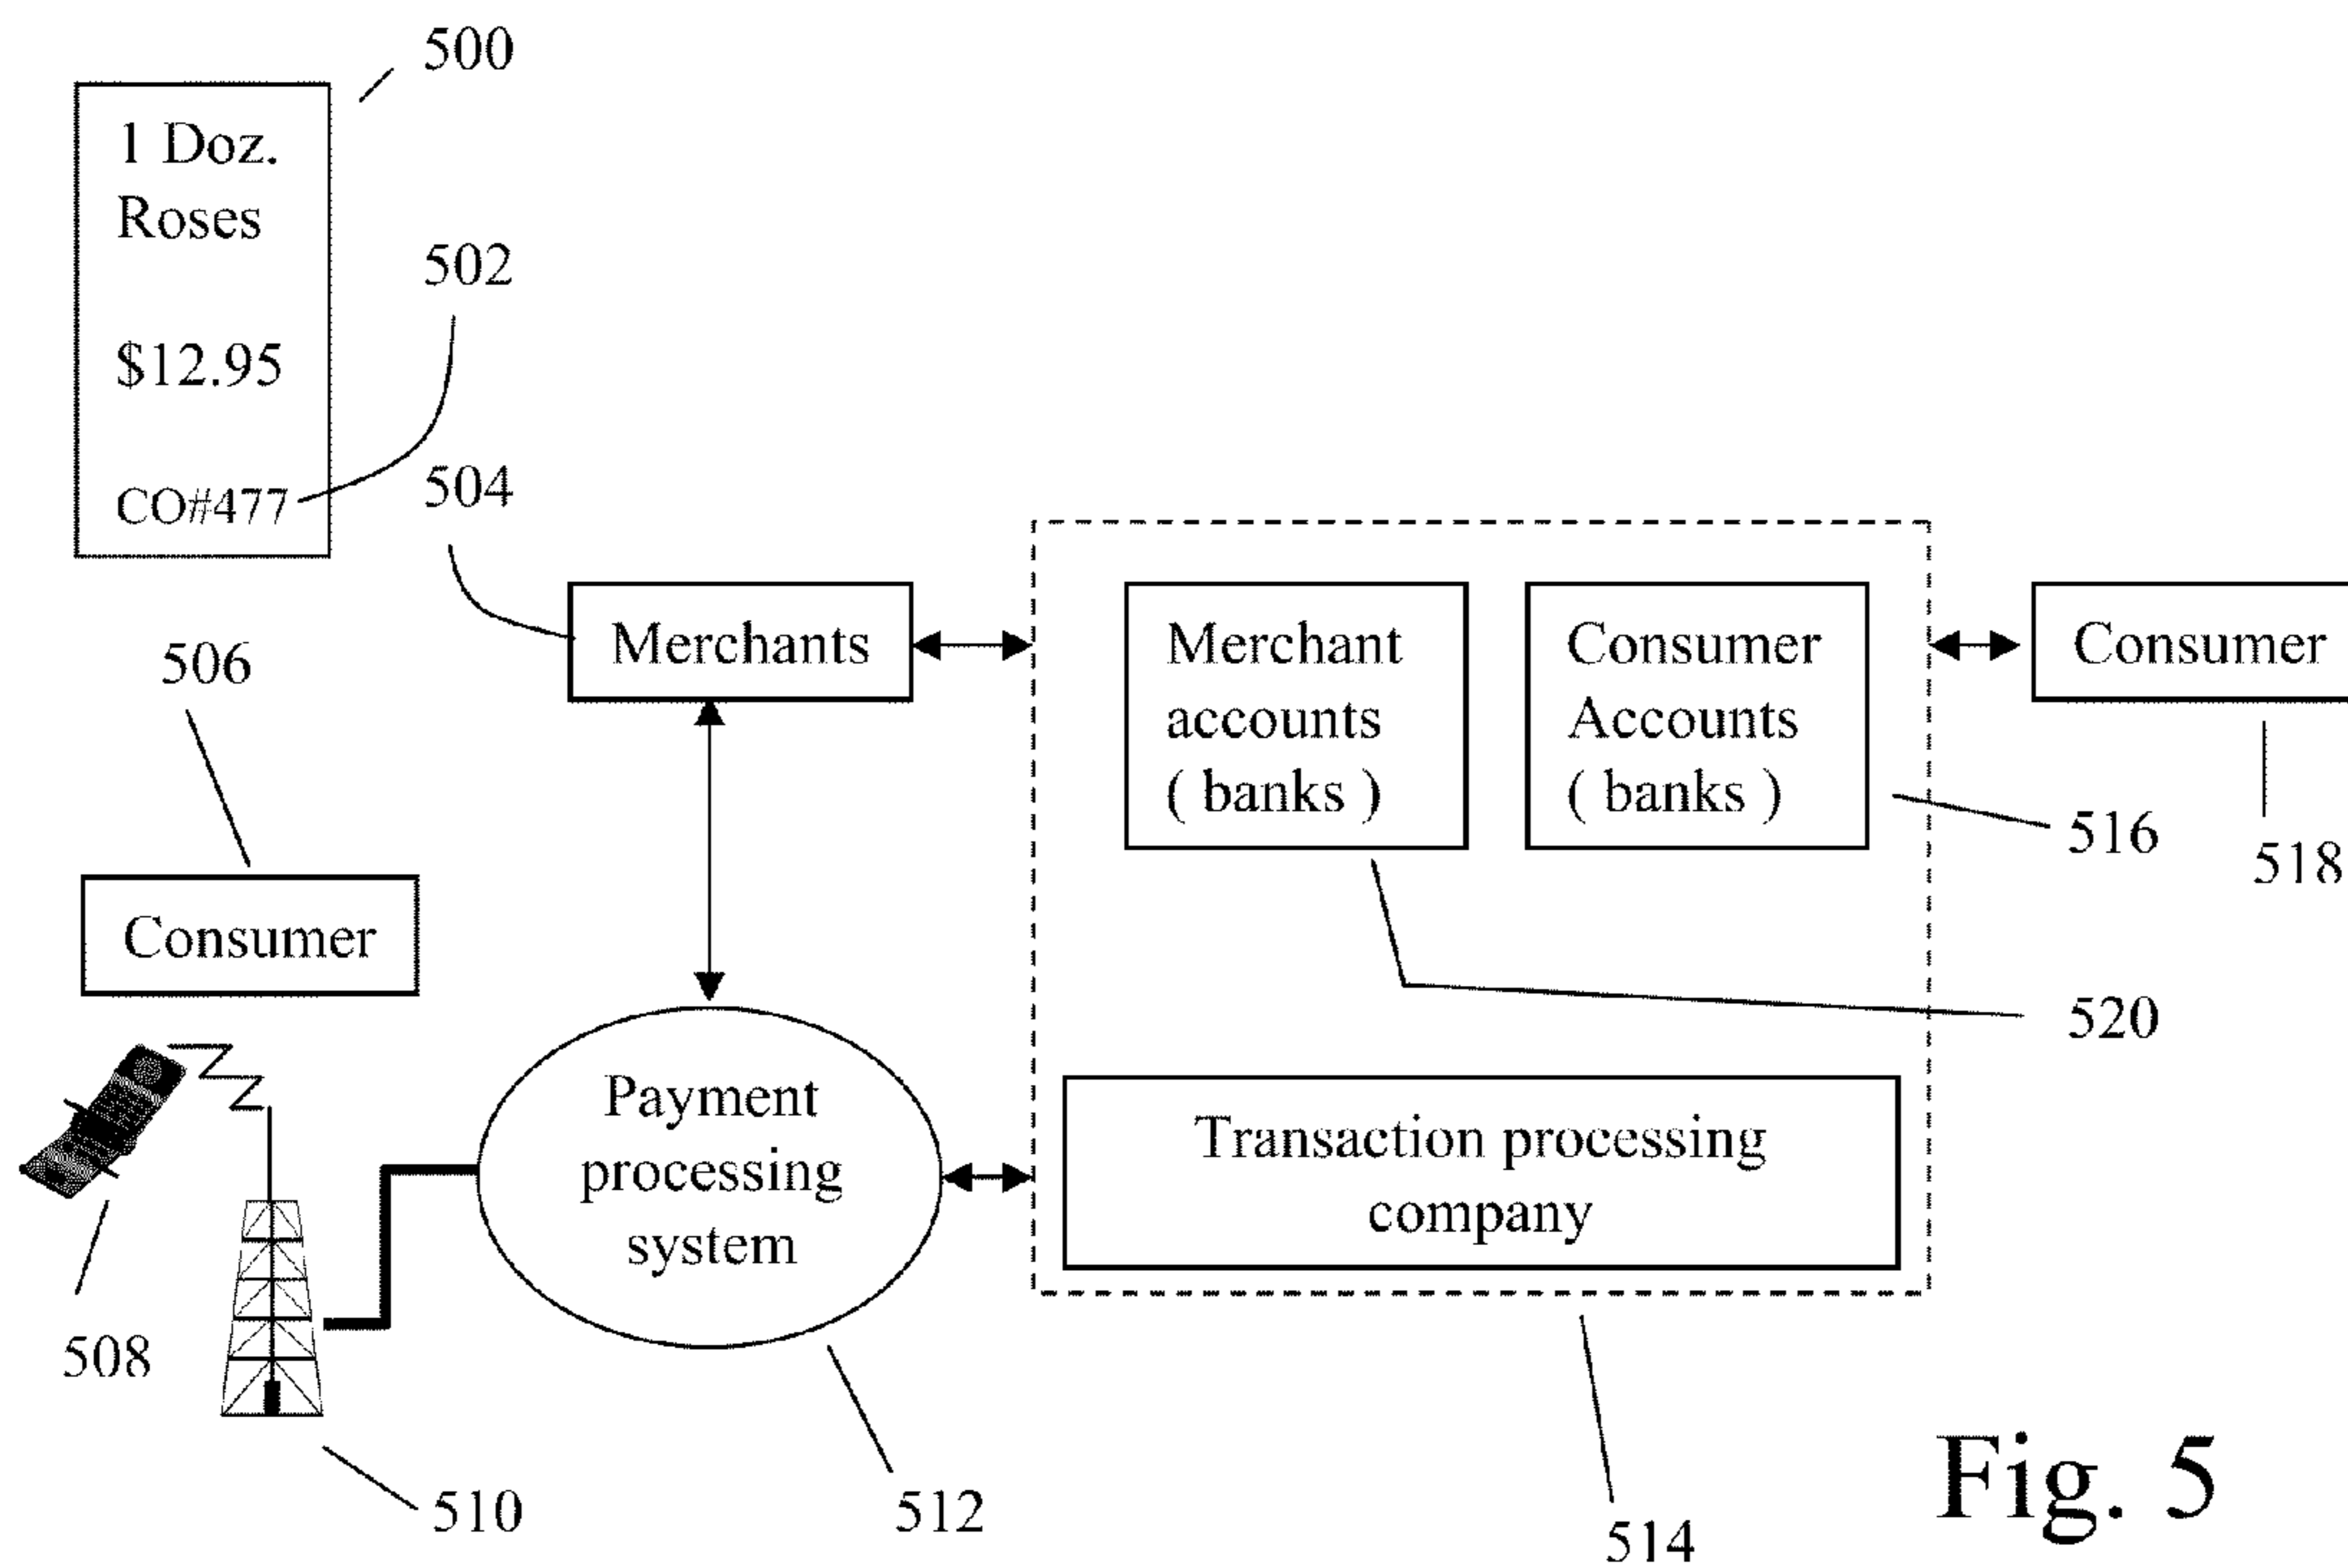 500
1 Doz.
Roses
$12.95
CO#477
502
504
Merchants
506
Consumer
508
510
Payment
processing
system
512
Merchant
accounts
( banks )
Consumer
Accounts
( banks )
Consumer
516
518
520
Transaction processing
company
514
Fig. 5